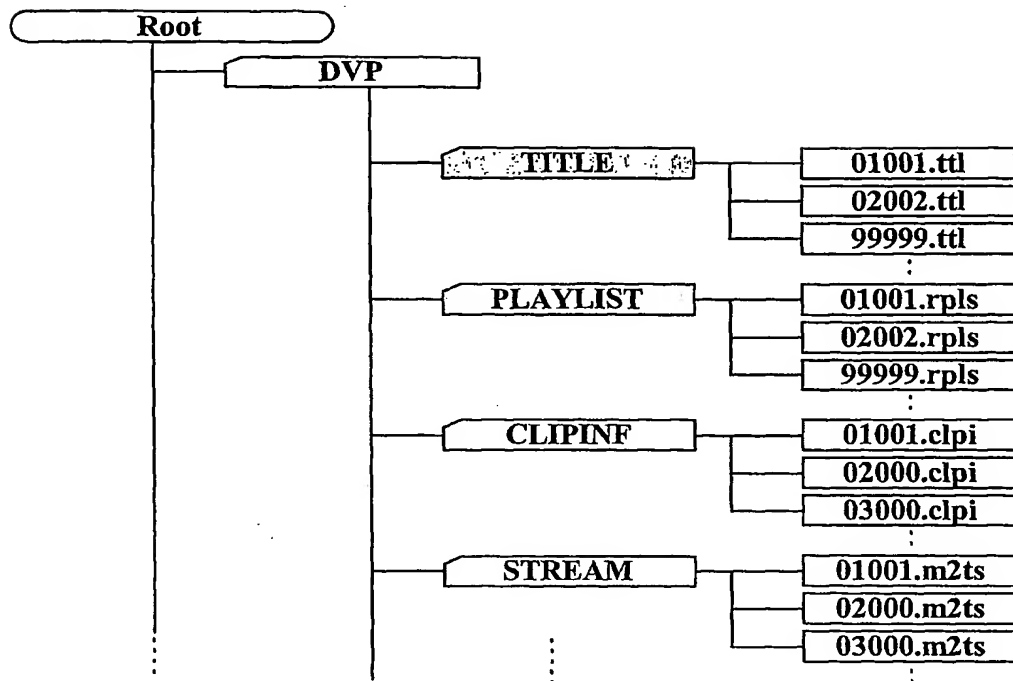 Root
DVP
TITLE
01001.ttl
02002.ttl
99999.ttl
PLAYLIST
01001.rpls
02002.rpls
99999.rpls
CLIPINF
01001.clpi
02000.clpi
03000.clpi
STREAM
01001.m2ts
02000.m2ts
03000.m2ts